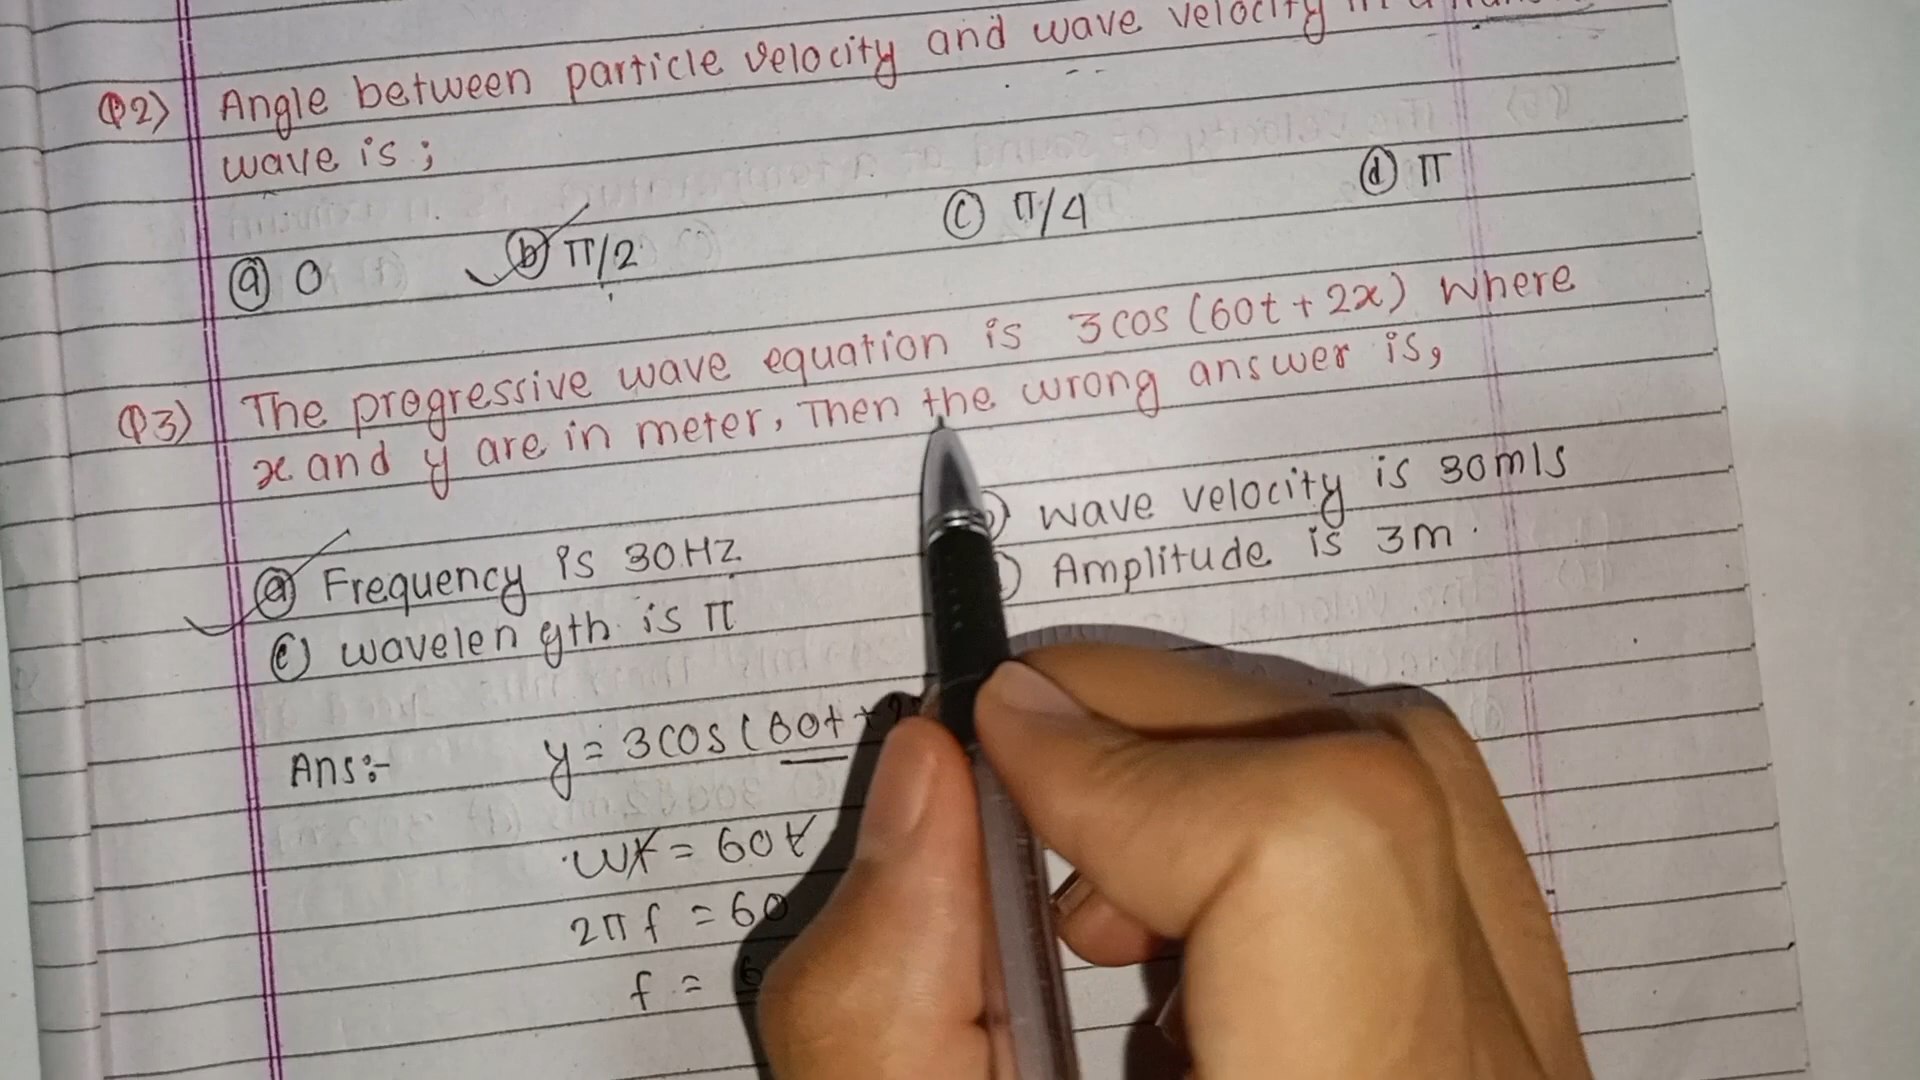 Q2) Angle between particle velocity and wave velocity in a
wave is ;
(a) 0 (b) π/2 (c) π/4 (d) π
Q3) The progressive wave equation is 3cos (60t + 2x) where
x and y are in meter, Then the wrong answer is,
(a) Frequency is 30Hz wave velocity is 30m/s
(c) wavelength is π Amplitude is 3m.
Ans:- y = 3cos (60t +
wt = 60t
2πf = 60
f =